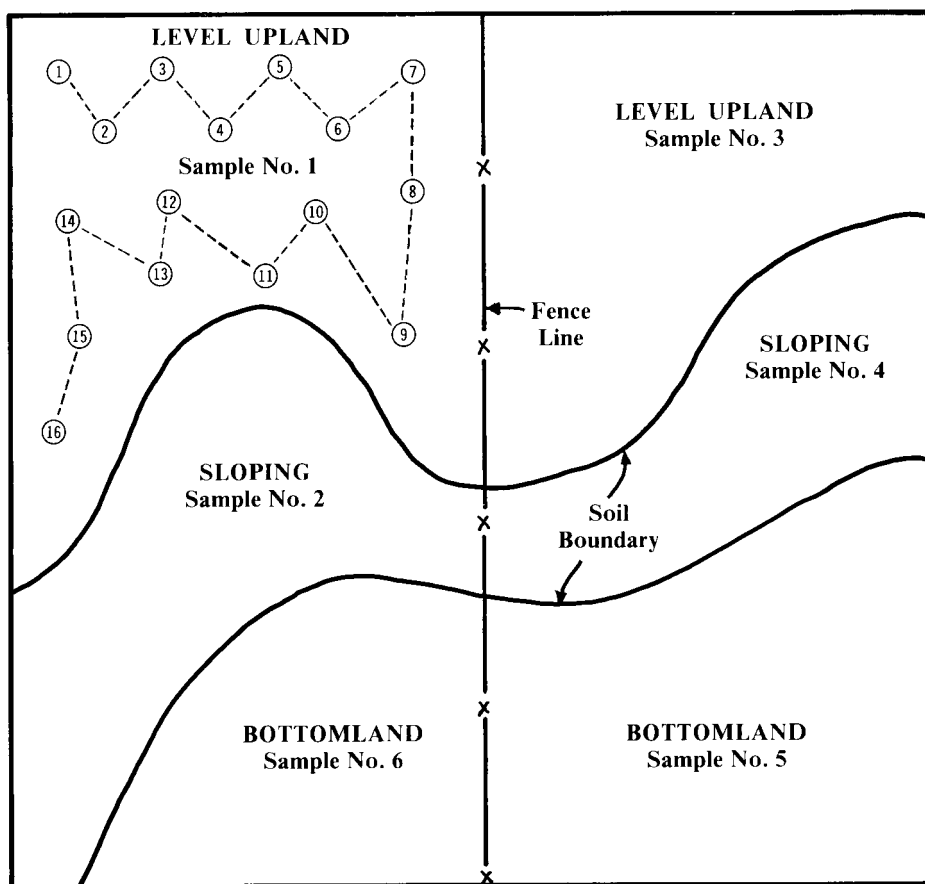 LEVEL UPLAND
1
3
5
7
2
4
6
Sample No. 1
8
12
14
10
13
11
15
9
16
LEVEL UPLAND
Sample No. 3
Fence
Line
SLOPING
Sample No. 4
SLOPING
Sample No. 2
Soil
Boundary
BOTTOMLAND
Sample No. 6
BOTTOMLAND
Sample No. 5
X
X
X
X
X